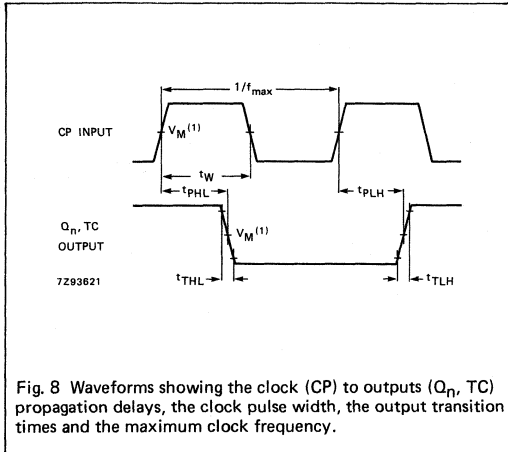 1/fmax
CP INPUT
VM(1)
tW
tPHL
tPLH
Qn, TC
OUTPUT
VM(1)
7Z93621
tTHL
tTLH
Fig. 8 Waveforms showing the clock (CP) to outputs (Qn, TC)
propagation delays, the clock pulse width, the output transition
times and the maximum clock frequency.